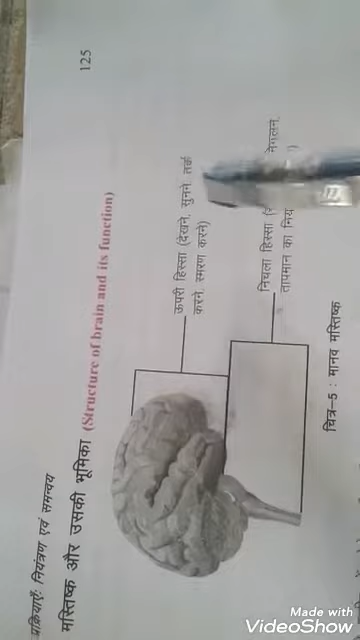 प्रक्रियाएँ: नियंत्रण एवं समन्वय
125
मस्तिष्क और उसकी भूमिका (Structure of brain and its function)
ऊपरी हिस्सा (देखने, सुनने, तर्क
करने, स्मरण करने)
निचला हिस्सा
तापमान का
चित्र-5 : मानव मस्तिष्क
Made with
VideoShow